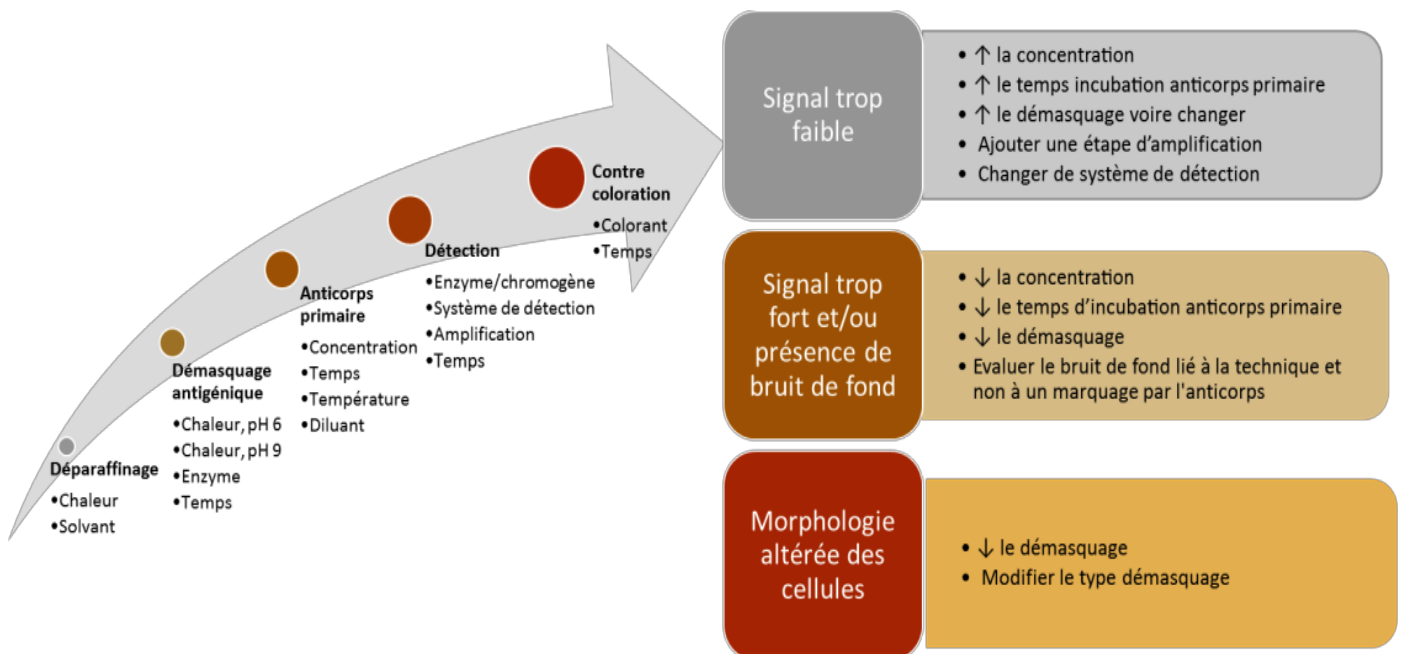 Déparaffinage
•Chaleur
•Solvant
Démasquage
antigénique
•Chaleur, pH 6
•Chaleur, pH 9
•Enzyme
•Temps
Anticorps
primaire
•Concentration
•Temps
•Température
•Diluant
Détection
•Enzyme/chromogène
•Système de détection
•Amplification
•Temps
Contre
coloration
•Colorant
•Temps
Signal trop
faible
• ↑ la concentration
• ↑ le temps incubation anticorps primaire
• ↑ le démasquage voire changer
• Ajouter une étape d’amplification
• Changer de système de détection
Signal trop
fort et/ou
présence de
bruit de fond
• ↓ la concentration
• ↓ le temps d’incubation anticorps primaire
• ↓ le démasquage
• Evaluer le bruit de fond lié à la technique et
non à un marquage par l'anticorps
Morphologie
altérée des
cellules
• ↓ le démasquage
• Modifier le type démasquage